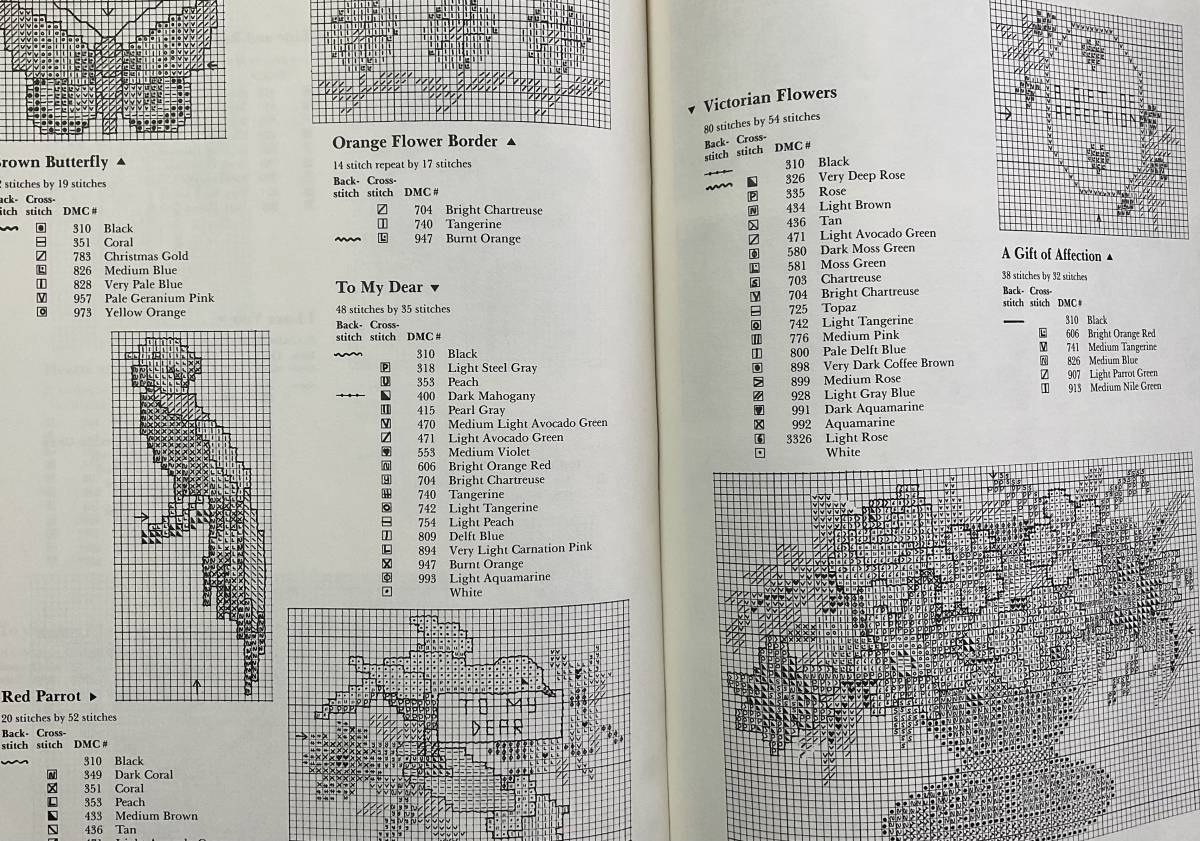 Brown Butterfly ▲
2 stitches by 19 stitches
Back- Cross-
stitch stitch DMC #
310 Black
351 Coral
783 Christmas Gold
826 Medium Blue
828 Very Pale Blue
957 Pale Geranium Pink
973 Yellow Orange
Red Parrot ▶
20 stitches by 52 stitches
Back- Cross-
stitch stitch DMC #
310 Black
349 Dark Coral
351 Coral
353 Peach
433 Medium Brown
436 Tan
Orange Flower Border ▲
14 stitch repeat by 17 stitches
Back- Cross-
stitch stitch DMC #
704 Bright Chartreuse
740 Tangerine
947 Burnt Orange
To My Dear ▼
48 stitches by 35 stitches
Back- Cross-
stitch stitch DMC #
310 Black
318 Light Steel Gray
353 Peach
400 Dark Mahogany
415 Pearl Gray
470 Medium Light Avocado Green
471 Light Avocado Green
553 Medium Violet
606 Bright Orange Red
704 Bright Chartreuse
740 Tangerine
742 Light Tangerine
754 Light Peach
809 Delft Blue
894 Very Light Carnation Pink
947 Burnt Orange
993 Light Aquamarine
White
TO MY
DEAR
▼ Victorian Flowers
80 stitches by 54 stitches
Back- Cross-
stitch stitch DMC #
310 Black
326 Very Deep Rose
335 Rose
434 Light Brown
436 Tan
471 Light Avocado Green
580 Dark Moss Green
581 Moss Green
703 Chartreuse
704 Bright Chartreuse
725 Topaz
742 Light Tangerine
776 Medium Pink
800 Pale Delft Blue
898 Very Dark Coffee Brown
899 Medium Rose
928 Light Gray Blue
991 Dark Aquamarine
992 Aquamarine
3326 Light Rose
White
A GIFT OF
AFFECTION
A Gift of Affection ▲
38 stitches by 32 stitches
Back- Cross-
stitch stitch DMC #
310 Black
606 Bright Orange Red
741 Medium Tangerine
826 Medium Blue
907 Light Parrot Green
913 Medium Nile Green